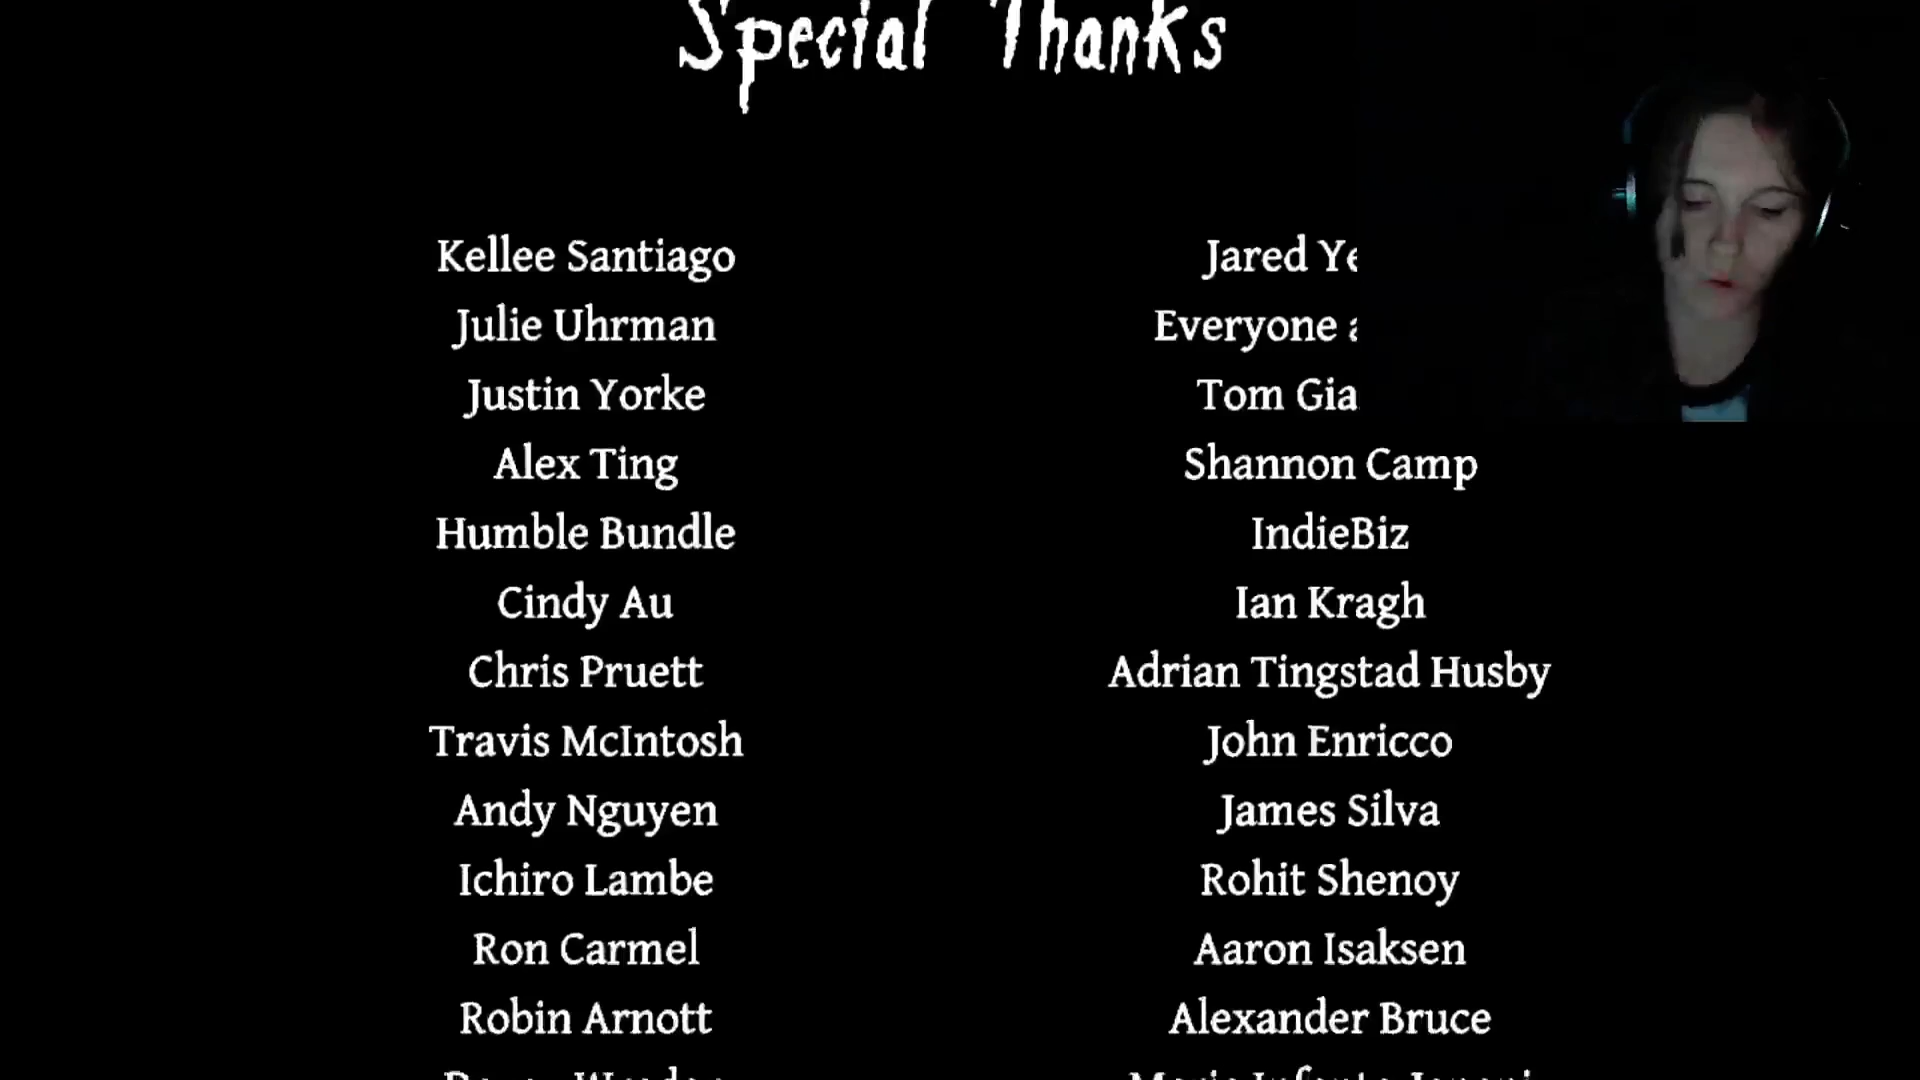 Special Thanks
Kellee Santiago
Jared
Julie Uhrman
Everyone
Justin Yorke
Tom
Alex Ting
Shannon Camp
Humble Bundle
IndieBiz
Cindy Au
Ian Kragh
Chris Pruett
Adrian Tingstad Husby
Travis McIntosh
John Enricco
Andy Nguyen
James Silva
Ichiro Lambe
Rohit Shenoy
Ron Carmel
Aaron Isaksen
Robin Arnott
Alexander Bruce